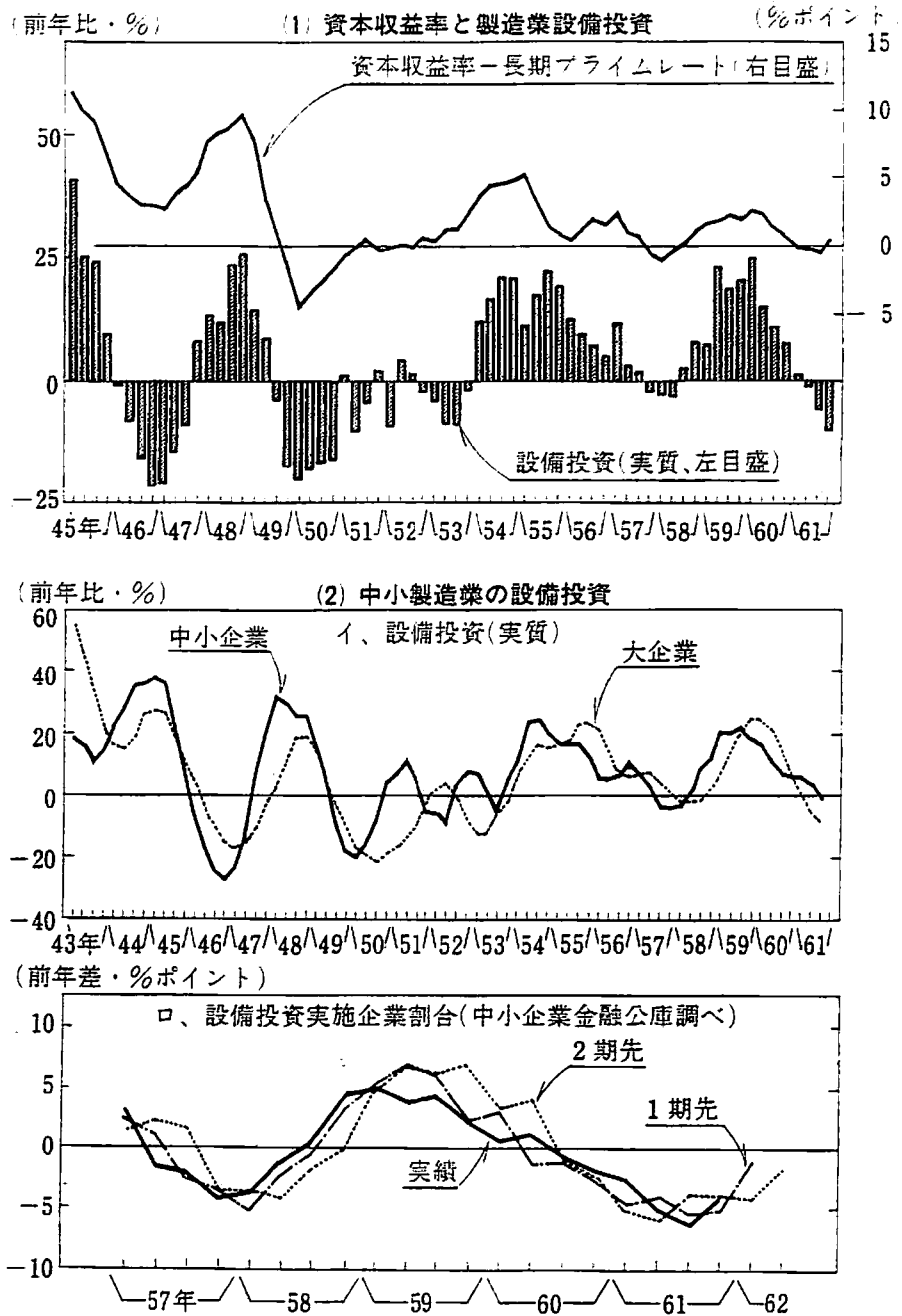 (前年比・%) (1) 資本収益率と製造業設備投資 (%ポイント)
資本収益率－長期プライムレート(右目盛)
15
10
5
0
－5
50
25
0
－25
設備投資(実質、左目盛)
45年 46 47 48 49 50 51 52 53 54 55 56 57 58 59 60 61
(前年比・%) (2) 中小製造業の設備投資
イ、設備投資(実質)
中小企業
大企業
60
40
20
0
－20
－40
43年 44 45 46 47 48 49 50 51 52 53 54 55 56 57 58 59 60 61
(前年差・%ポイント)
ロ、設備投資実施企業割合(中小企業金融公庫調べ)
2期先
1期先
実績
10
5
0
－5
－10
57年 58 59 60 61 62